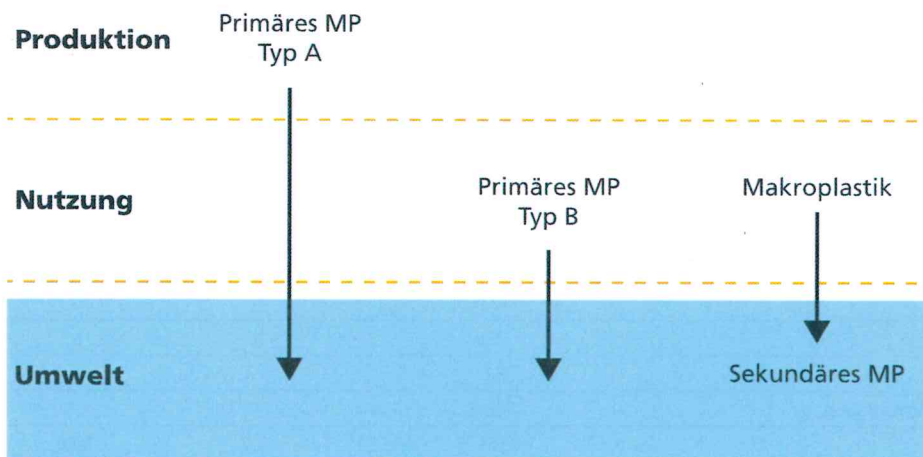 Produktion
Primäres MP
Typ A
Nutzung
Primäres MP
Typ B
Makroplastik
Umwelt
Sekundäres MP